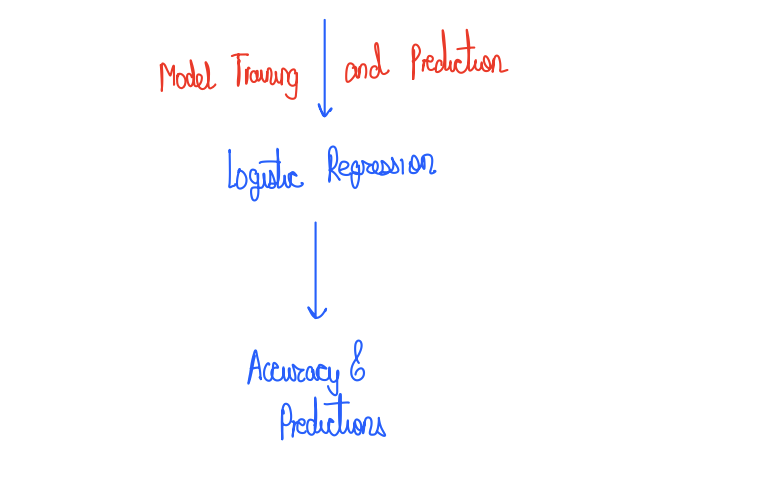 Model Training and Prediction
Logistic Regression
Accuracy &
Predictions